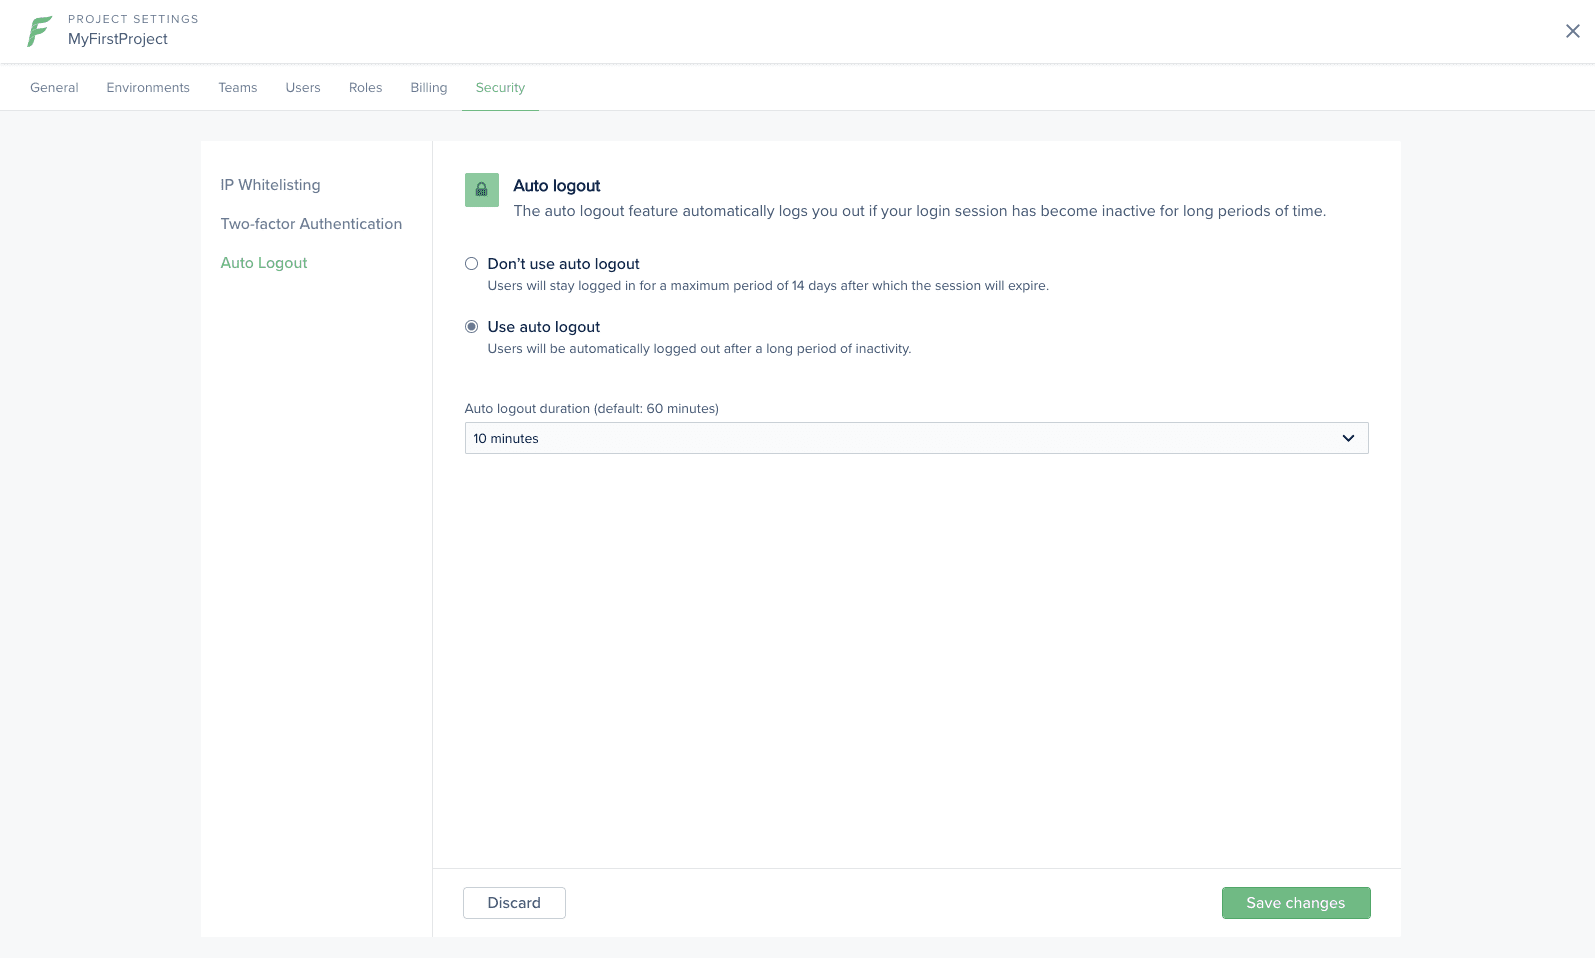 PROJECT SETTINGS
MyFirstProject
General Environments Teams Users Roles Billing Security
IP Whitelisting
Two-factor Authentication
Auto Logout
Auto logout
The auto logout feature automatically logs you out if your login session has become inactive for long periods of time.
Don’t use auto logout
Users will stay logged in for a maximum period of 14 days after which the session will expire.
Use auto logout
Users will be automatically logged out after a long period of inactivity.
Auto logout duration (default: 60 minutes)
10 minutes
Discard Save changes